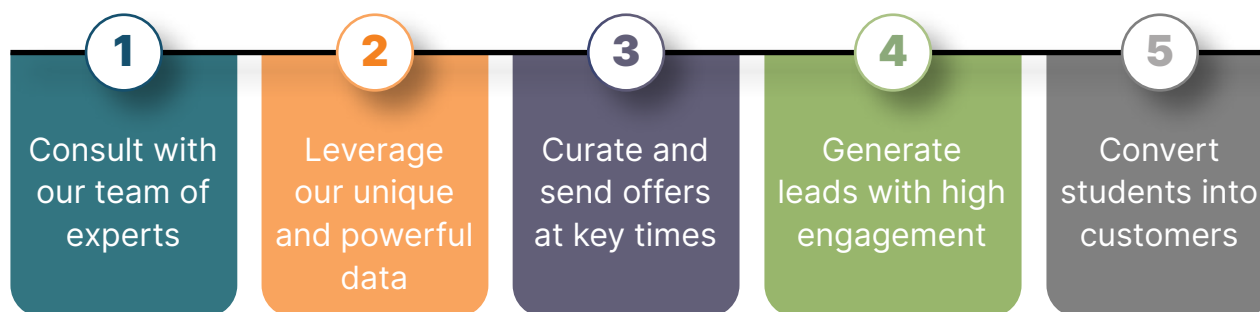 1
Consult with
our team of
experts
2
Leverage
our unique
and powerful
data
3
Curate and
send offers
at key times
4
Generate
leads with high
engagement
5
Convert
students into
customers